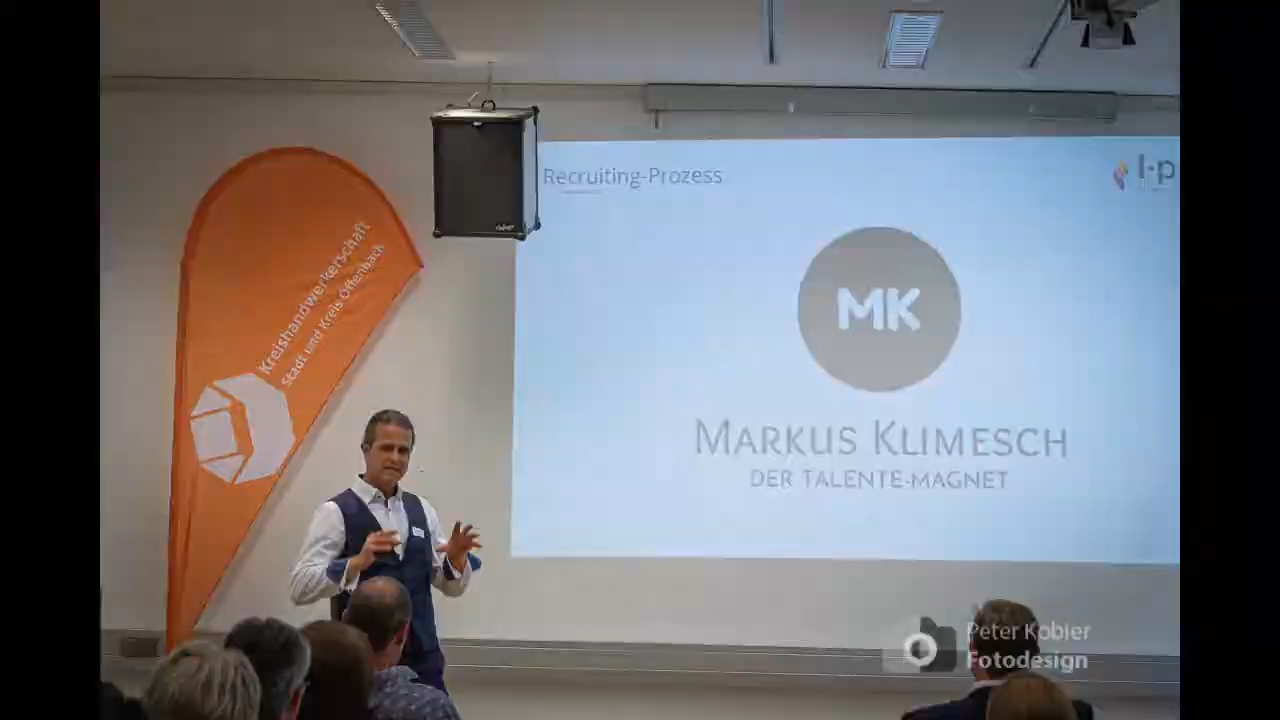 Recruiting-Prozess
l-p
MK
MARKUS KLIMESCH
DER TALENTE-MAGNET
Kreishandwerkerschaft
Stadt und Kreis Offenbach
Peter Kobler
Fotodesign